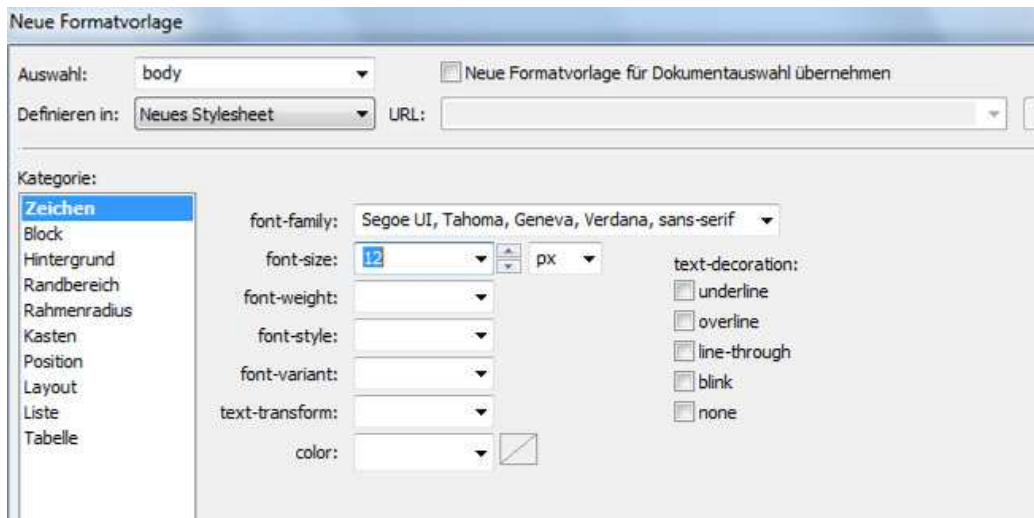 Neue Formatvorlage
Auswahl: body Neue Formatvorlage für Dokumentauswahl übernehmen
Definieren in: Neues Stylesheet URL:
Kategorie:
Zeichen
Block
Hintergrund
Randbereich
Rahmenradius
Kasten
Position
Layout
Liste
Tabelle
font-family: Segoe UI, Tahoma, Geneva, Verdana, sans-serif
font-size: 12 px
font-weight:
font-style:
font-variant:
text-transform:
color:
text-decoration:
underline
overline
line-through
blink
none